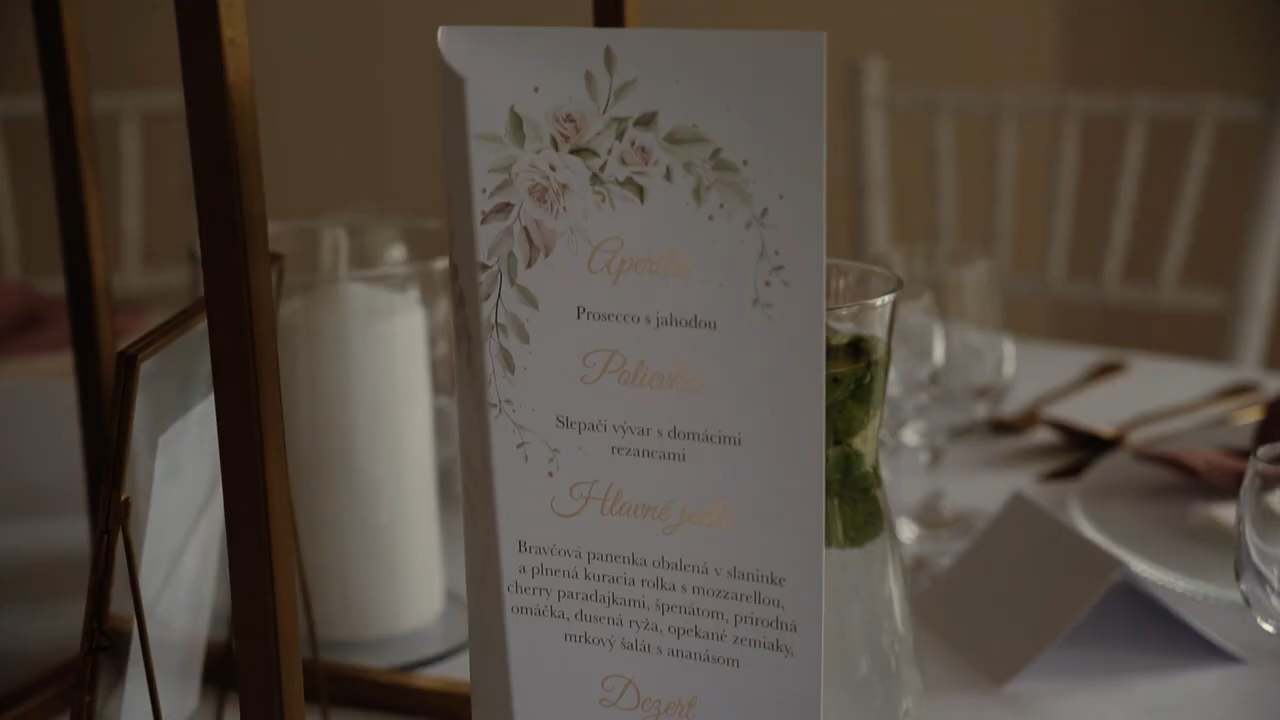 Aperitív
Prosecco s jahodou
Polievka
Slepačí vývar s domácimi
rezancami
Hlavné jedlo
Bravčová panenka obalená v slaninke
a plnená kuracia rolka s mozzarellou,
cherry paradajkami, špenátom, prírodná
omáčka, dusená ryža, opekané zemiaky,
mrkový šalát s ananásom
Dezert